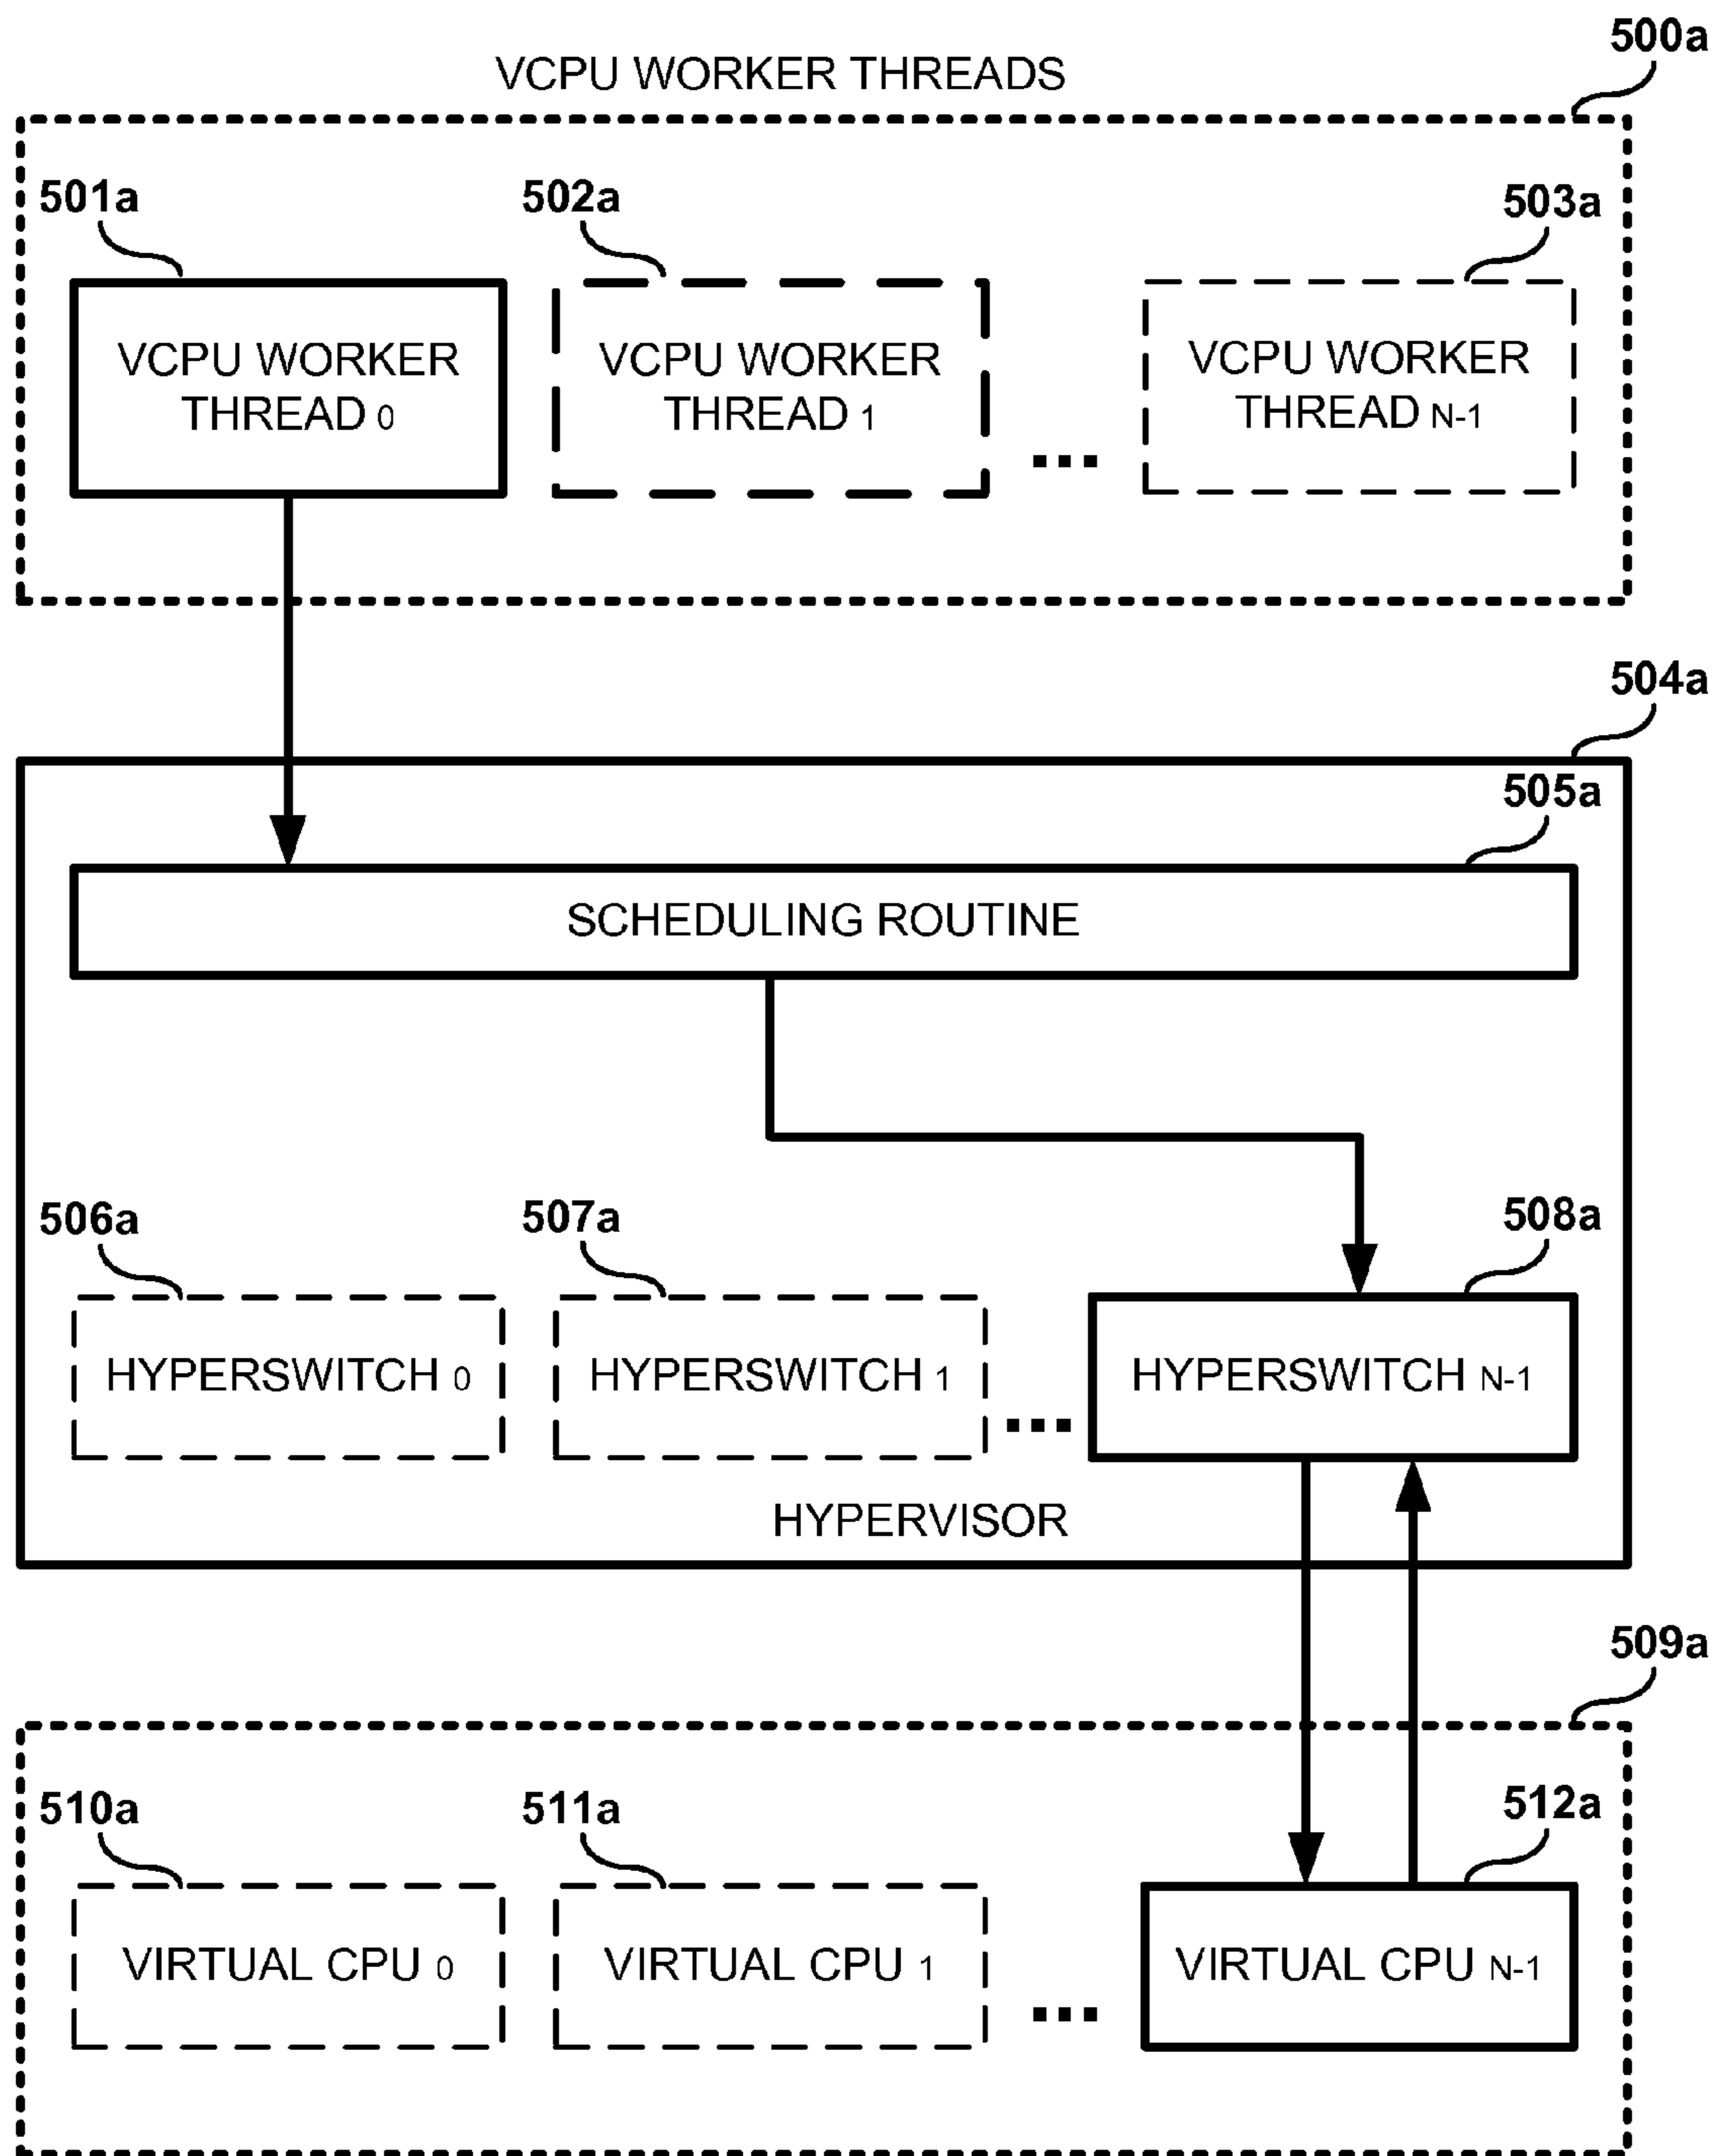 500a
VCPU WORKER THREADS
501a
502a
503a
VCPU WORKER
THREAD 0
VCPU WORKER
THREAD 1
...
VCPU WORKER
THREAD N-1
504a
505a
SCHEDULING ROUTINE
506a
507a
508a
HYPERSWITCH 0
HYPERSWITCH 1
...
HYPERSWITCH N-1
HYPERVISOR
509a
510a
511a
512a
VIRTUAL CPU 0
VIRTUAL CPU 1
...
VIRTUAL CPU N-1